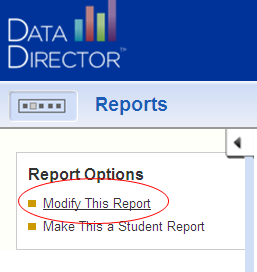 DATA
DIRECTOR™
Reports
Report Options
Modify This Report
Make This a Student Report